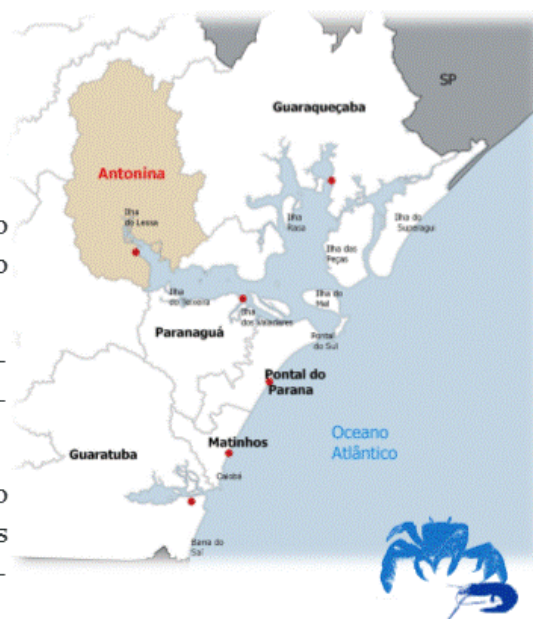 SP
Guaraqueçaba
Antonina
Ilha
do Lessa
Ilha
Rasa
Ilha do
Superagui
Ilha das
Peças
Ilha
do Teixeira
Ilha do
Mel
Ilha
dos Valadares
Paranaguá
Pontal
do Sul
Pontal do
Parana
Oceano
Atlântico
Matinhos
Guaratuba
Caiobá
Barra do
Saí